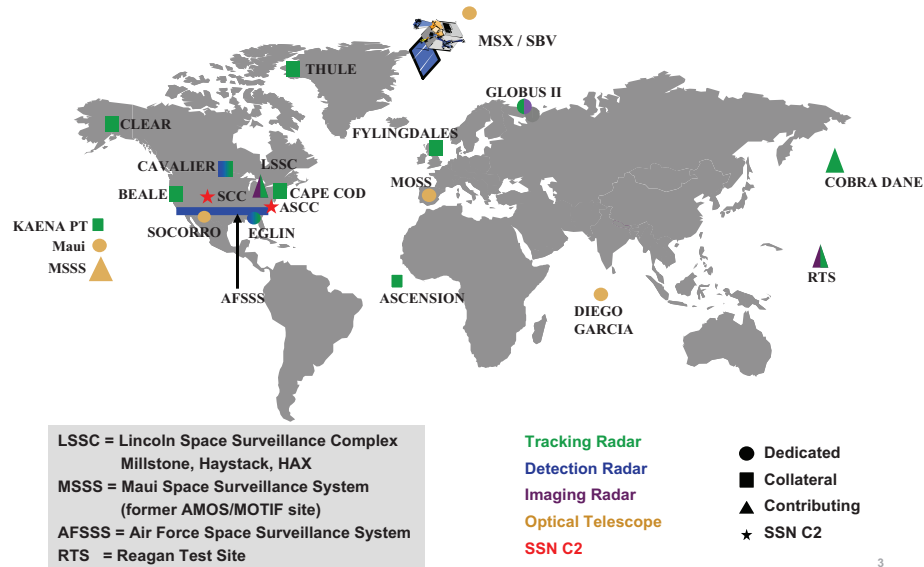 MSX / SBV
THULE
GLOBUS II
CLEAR
FYLINGDALES
CAVALIER
LSSC
COBRA DANE
BEALE
SCC
CAPE COD
MOSS
ASCC
KAENA PT
SOCORRO
EGLIN
Maui
MSSS
RTS
AFSSS
ASCENSION
DIEGO
GARCIA
LSSC = Lincoln Space Surveillance Complex
Millstone, Haystack, HAX
MSSS = Maui Space Surveillance System
(former AMOS/MOTIF site)
AFSSS = Air Force Space Surveillance System
RTS = Reagan Test Site
Tracking Radar
Detection Radar
Imaging Radar
Optical Telescope
SSN C2
Dedicated
Collateral
Contributing
SSN C2
3